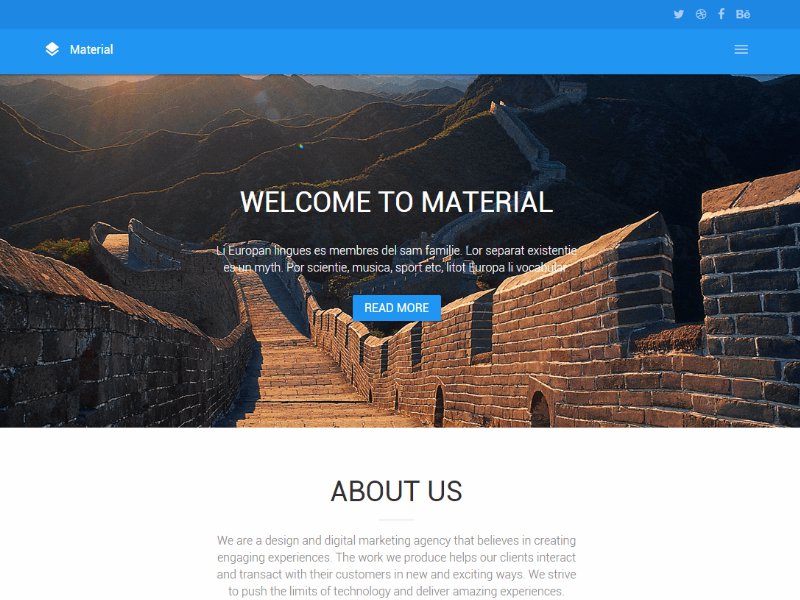 Bē
Material
WELCOME TO MATERIAL
Li Europan lingues es membres del sam familie. Lor separat existentie
es un myth. Por scientie, musica, sport etc, litot Europa li vocabular
READ MORE
ABOUT US
We are a design and digital marketing agency that believes in creating
engaging experiences. The work we produce helps our clients interact
and transact with their customers in new and exciting ways. We strive
to push the limits of technology and deliver amazing experiences.